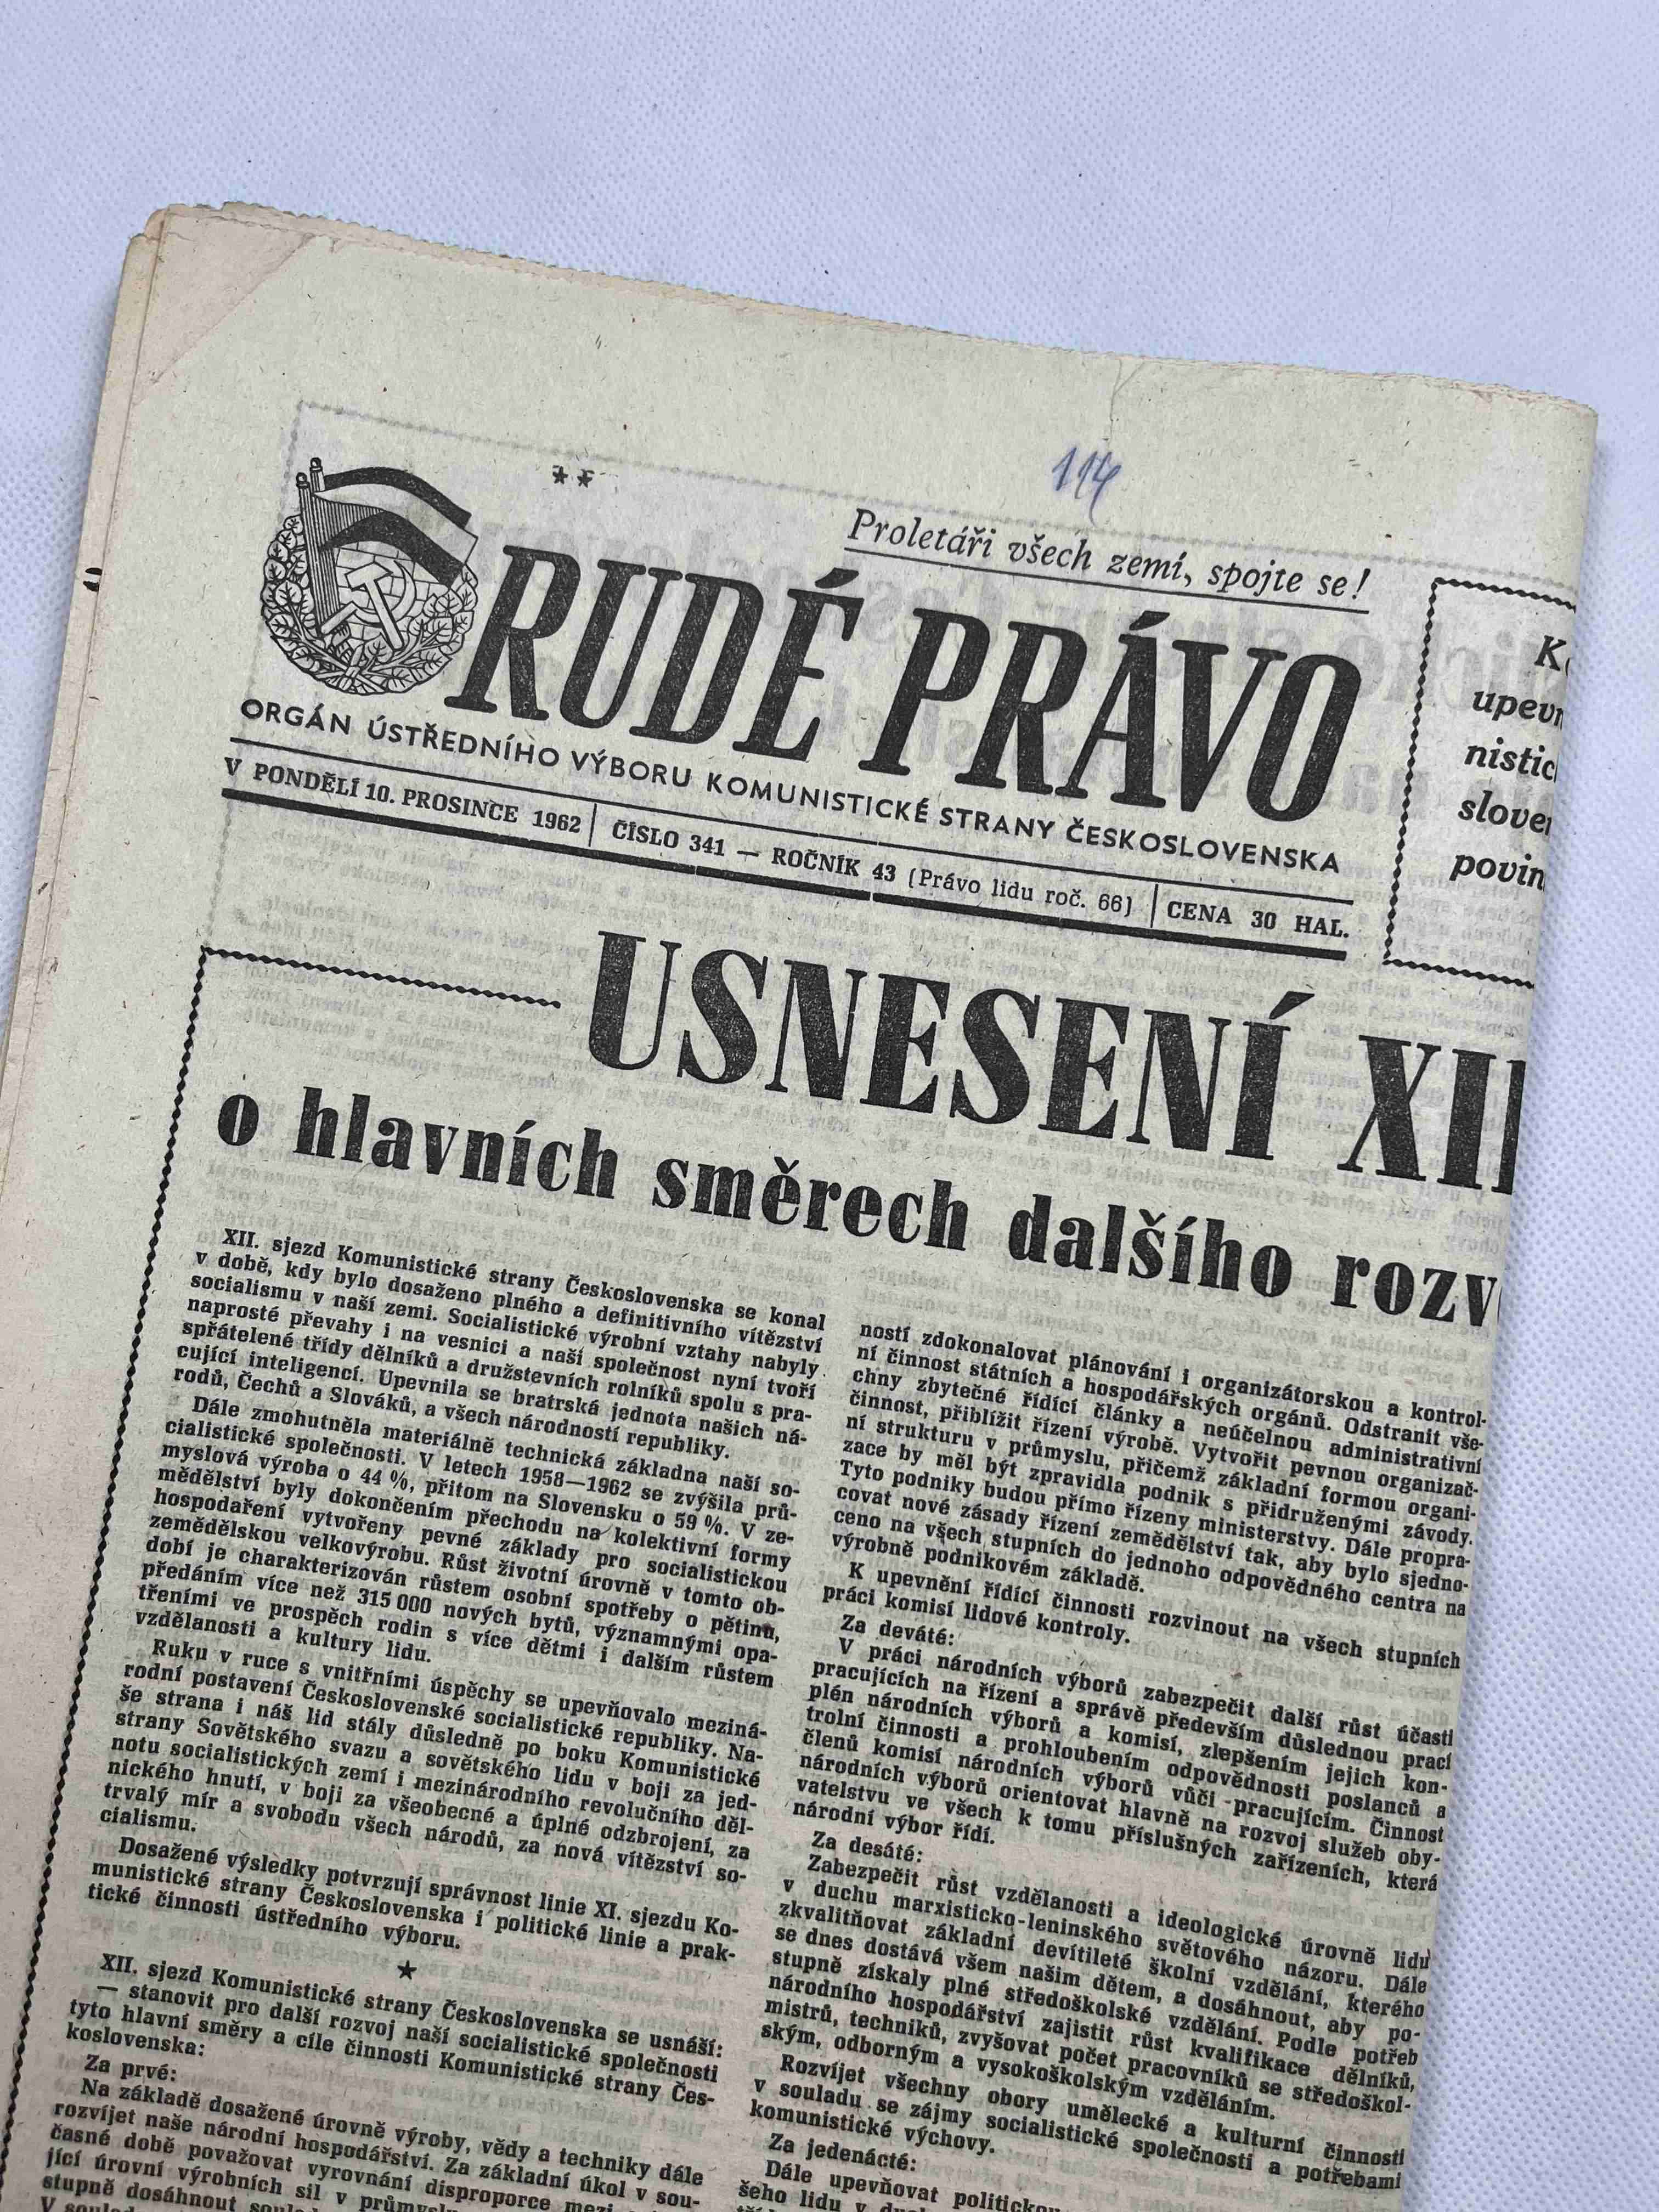 114
Proletáři všech zemí, spojte se!
RUDÉ PRÁVO
ORGÁN ÚSTŘEDNÍHO VÝBORU KOMUNISTICKÉ STRANY ČESKOSLOVENSKA
V PONDĚLÍ 10. PROSINCE 1962 | ČÍSLO 341 — ROČNÍK 43 (Právo lidu roč. 66) | CENA 30 HAL.
upevn
nistic
slove
povin
USNESENÍ XII
o hlavních směrech dalšího rozv
XII. sjezd Komunistické strany Československa se konal
v době, kdy bylo dosaženo plného a definitivního vítězství
socialismu v naší zemi. Socialistické výrobní vztahy nabyly
naprosté převahy i na vesnici a naši společnost nyní tvoří
spřátelené třídy dělníků a družstevních rolníků spolu s pra-
cující inteligencí. Upevnila se bratrská jednota našich ná-
rodů, Čechů a Slováků, a všech národností republiky.
Dále zmohutněla materiálně technická základna naší so-
cialistické společnosti. V letech 1958—1962 se zvýšila prů-
myslová výroba o 44 %, přitom na Slovensku o 59 %. V ze-
mědělství byly dokončením přechodu na kolektivní formy
hospodaření vytvořeny pevné základy pro socialistickou
zemědělskou velkovýrobu. Růst životní úrovně v tomto ob-
dobí je charakterizován růstem osobní spotřeby o pětinu,
předáním více než 315 000 nových bytů, významnými opa-
třeními ve prospěch rodin s více dětmi i dalším růstem
vzdělanosti a kultury lidu.
Ruku v ruce s vnitřními úspěchy se upevňovalo meziná-
rodní postavení Československé socialistické republiky. Na-
še strana i náš lid stály důsledně po boku Komunistické
strany Sovětského svazu a sovětského lidu v boji za jed-
notu socialistických zemí i mezinárodního revolučního děl-
nického hnutí, v boji za všeobecné a úplné odzbrojení, za
trvalý mír a svobodu všech národů, za nová vítězství so-
cialismu.
Dosažené výsledky potvrzují správnost linie XI. sjezdu Ko-
munistické strany Československa i politické linie a prak-
tické činnosti ústředního výboru.
XII. sjezd Komunistické strany Československa se usnáší:
— stanovit pro další rozvoj naší socialistické společnosti
tyto hlavní směry a cíle činnosti Komunistické strany Čes-
koslovenska:
Za prvé:
Na základě dosažené úrovně výroby, vědy a techniky dále
rozvíjet naše národní hospodářství. Za základní úkol v sou-
časné době považovat vyrovnání disproporce mezi
jící úrovní výrobních sil v
stupně dosáhnout
ností zdokonalovat plánování i organizátorskou a kontrol-
ní činnost státních a hospodářských orgánů. Odstranit vše-
chny zbytečné řídící články a neúčelnou administrativní
činnost, přiblížit řízení výrobě. Vytvořit pevnou organizač-
ní strukturu v průmyslu, přičemž základní formou organi-
zace by měl být zpravidla podnik s přidruženými závody.
Tyto podniky budou přímo řízeny ministerstvy. Dále propra-
covat nové zásady řízení zemědělství tak, aby bylo sjedno-
ceno na všech stupních do jednoho odpovědného centra na
výrobně podnikovém základě.
K upevnění řídící činnosti rozvinout na všech stupních
práci komisí lidové kontroly.
Za deváté:
V práci národních výborů zabezpečit další růst účasti
pracujících na řízení a správě především důslednou prací
plén národních výborů a komisí, zlepšením jejich kon-
trolní činnosti a prohloubením odpovědnosti poslanců a
členů komisí národních výborů vůči pracujícím. Činnost
národních výborů orientovat hlavně na rozvoj služeb oby-
vatelstvu ve všech k tomu příslušných zařízeních, která
národní výbor řídí.
Za desáté:
Zabezpečit růst vzdělanosti a ideologické úrovně lidu
v duchu marxisticko-leninského světového názoru. Dále
zkvalitňovat základní devítileté školní vzdělání, kterého
se dnes dostává všem našim dětem, a dosáhnout, aby po-
stupně získaly plné středoškolské vzdělání. Podle potřeb
národního hospodářství zajistit růst kvalifikace dělníků,
mistrů, techniků, zvyšovat počet pracovníků se středoškol-
ským, odborným a vysokoškolským vzděláním.
Rozvíjet všechny obory umělecké a kulturní činnosti
v souladu se zájmy socialistické společnosti a potřebami
komunistické výchovy.
Za jedenácté:
Dále upevňovat politickou
šeho lidu v